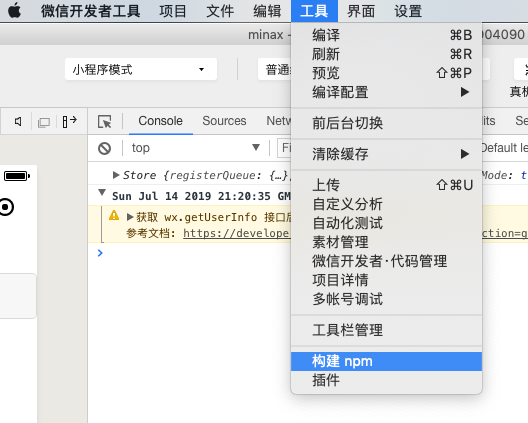 微信开发者工具 项目 文件 编辑 工具 界面 设置
minax - 004090
小程序模式
普通
真机
Console Sources Netw its Se
top Fi Default le
Store {registerQueue: {…}, Mode: t
Sun Jul 14 2019 21:20:35 GM
获取 wx.getUserInfo 接口后
参考文档: https://develope ction=g
编译 ⌘B
刷新 ⌘R
预览 ⇧⌘P
编译配置
前后台切换
清除缓存
上传 ⇧⌘U
自定义分析
自动化测试
素材管理
微信开发者·代码管理
项目详情
多帐号调试
工具栏管理
构建 npm
插件